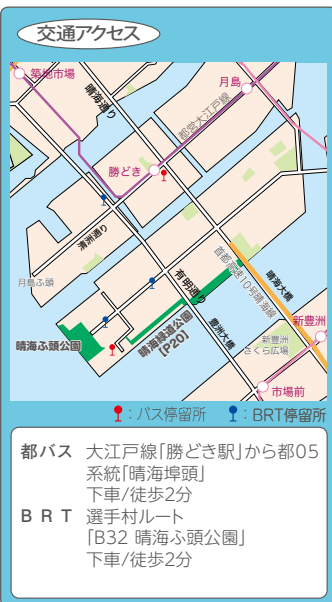 交通アクセス
築地市場
晴海通り
月島
都営大江戸線
勝どき
清洲通り
月島ふ頭
有明通り
首都高速10号晴海線
晴海大橋
晴海ふ頭公園
晴海緑道公園
[P20]
豊洲大橋
新豊洲
新豊洲
さくら広場
市場前
:バス停留所 :BRT停留所
都バス 大江戸線「勝どき駅」から都05
系統「晴海埠頭」
下車/徒歩2分
BRT 選手村ルート
「B32 晴海ふ頭公園」
下車/徒歩2分